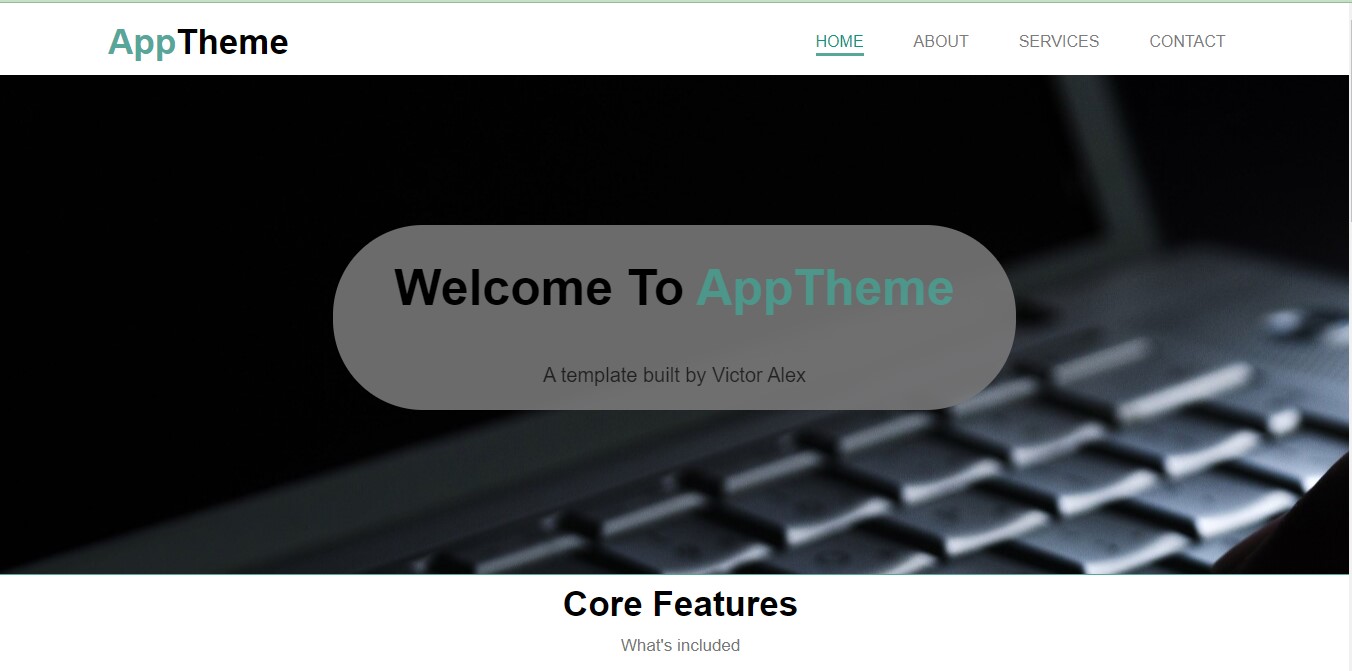 AppTheme
HOME ABOUT SERVICES CONTACT
Welcome To AppTheme
A template built by Victor Alex
Core Features
What's included